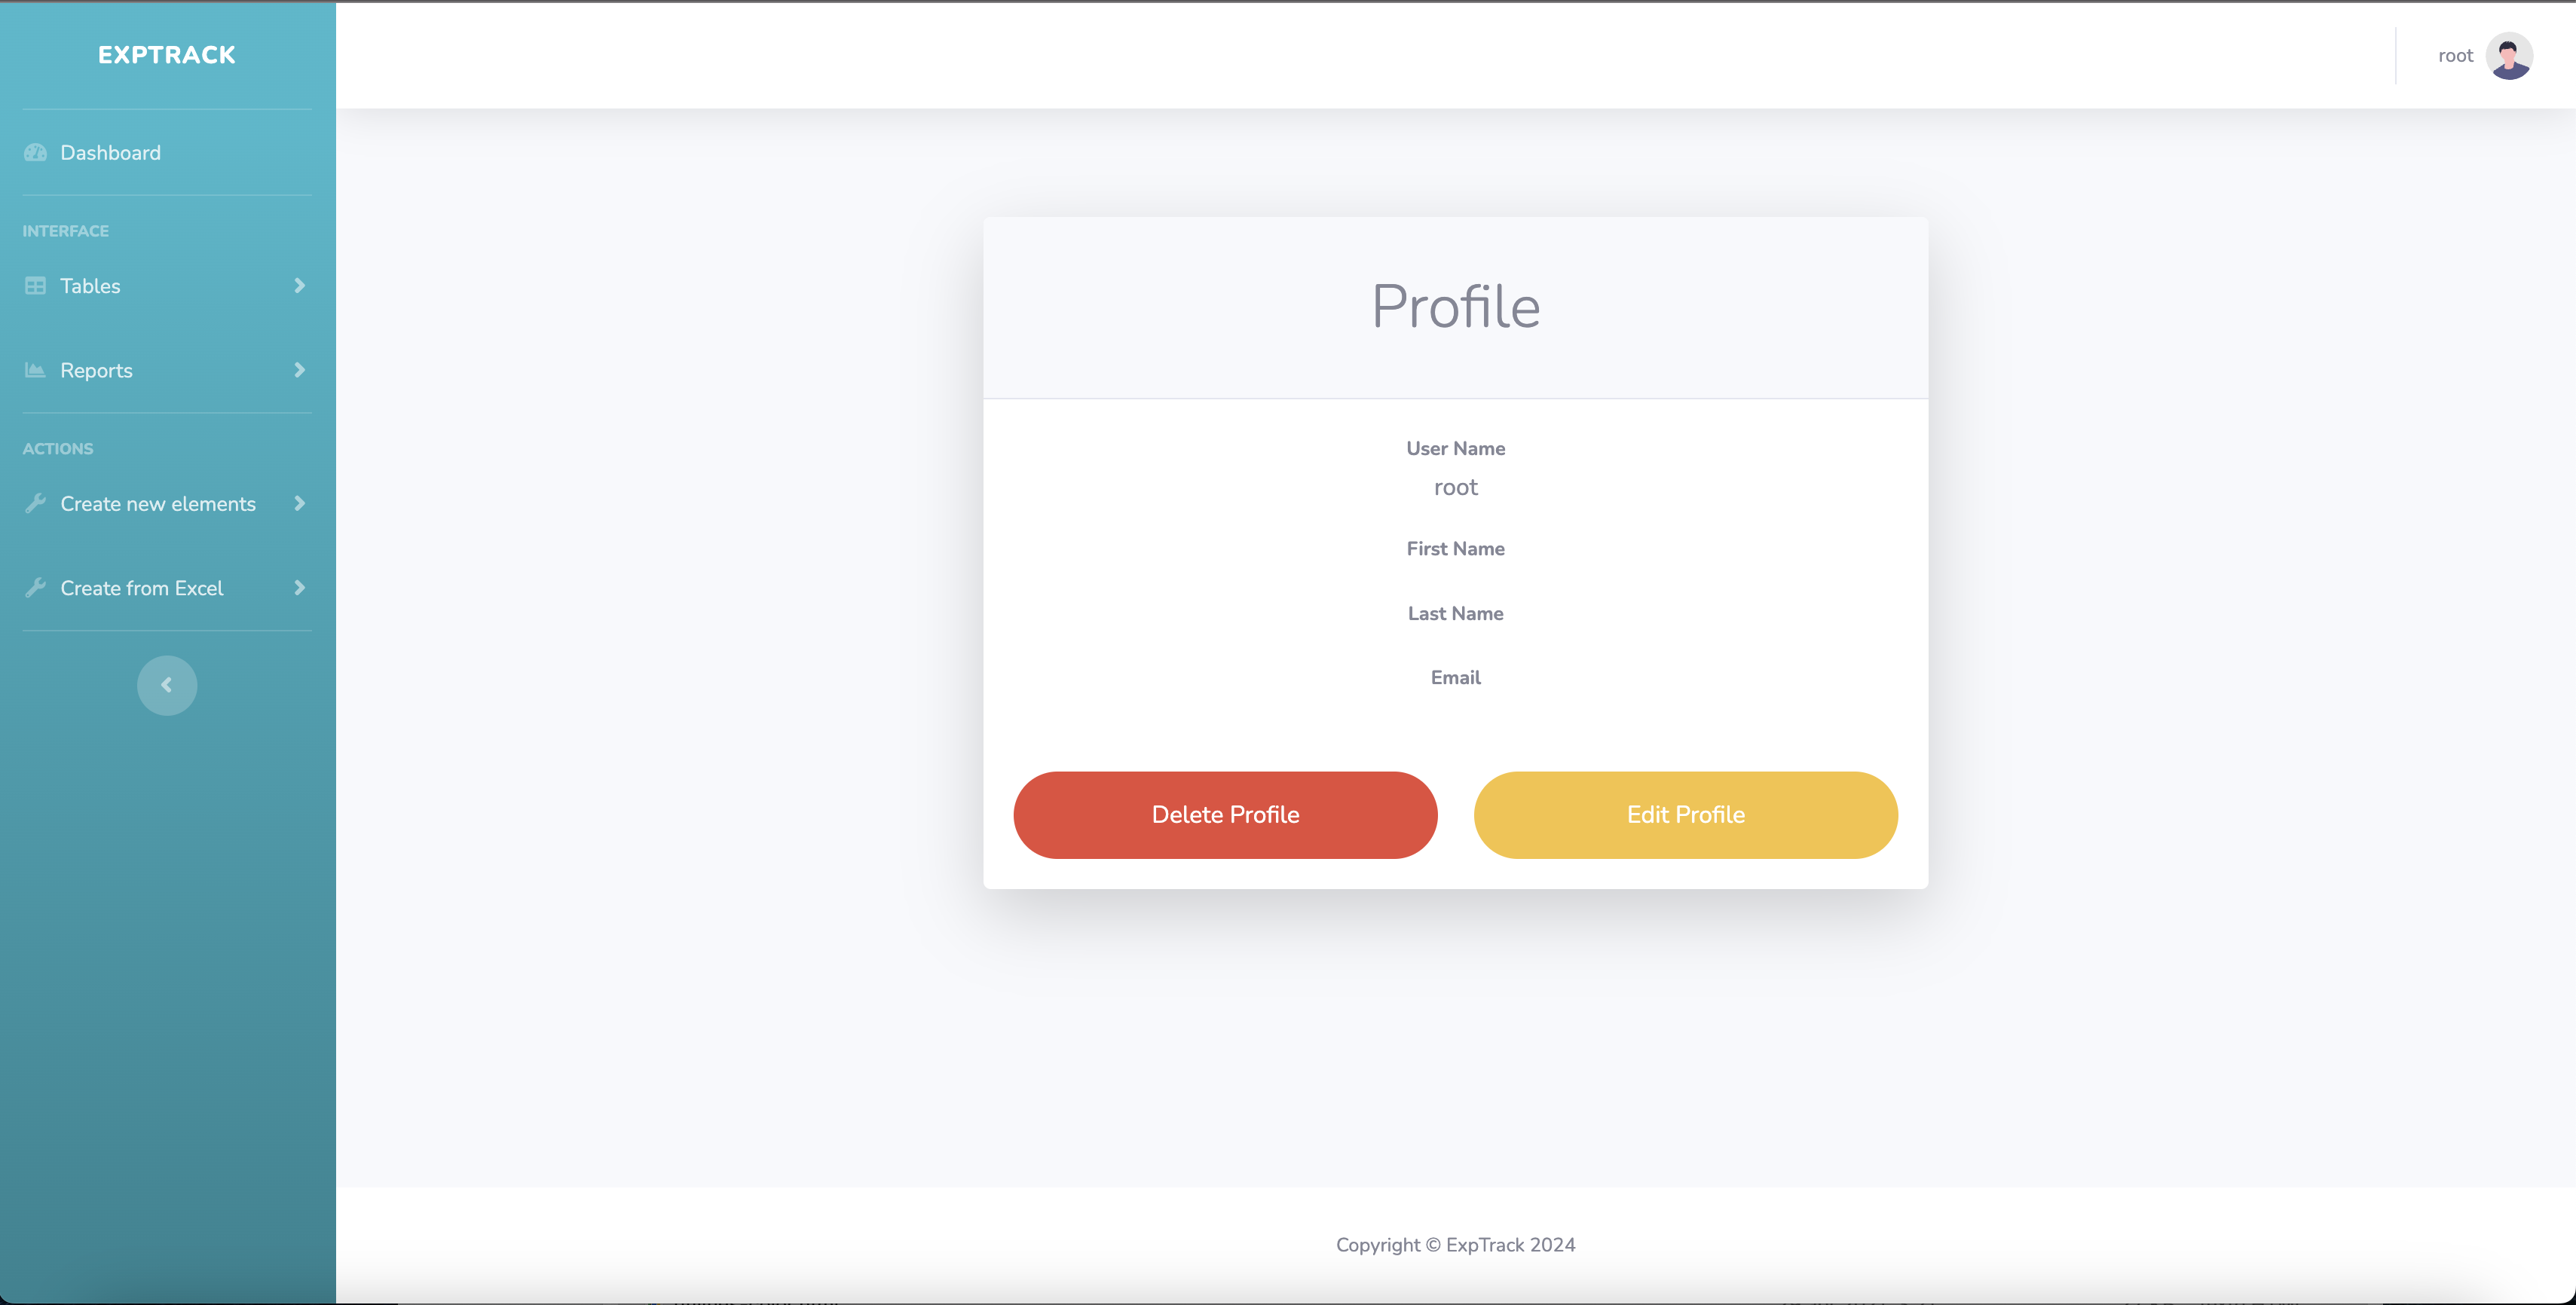 EXPTRACK
root
Dashboard
INTERFACE
Tables
Reports
ACTIONS
Create new elements
Create from Excel
Profile
User Name
root
First Name
Last Name
Email
Delete Profile
Edit Profile
Copyright © ExpTrack 2024